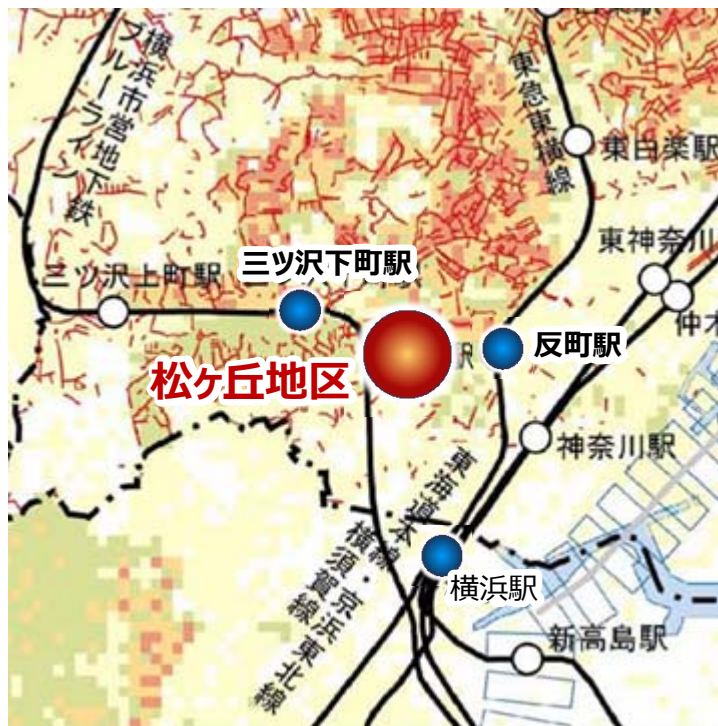 横浜市営地下鉄
ブルーライン
東急東横線
東白楽駅
東神奈川
三ツ沢上町駅
三ツ沢下町駅
仲木
反町駅
松ヶ丘地区
神奈川駅
東海道本線
横須賀線・京浜東北線
横浜駅
新高島駅